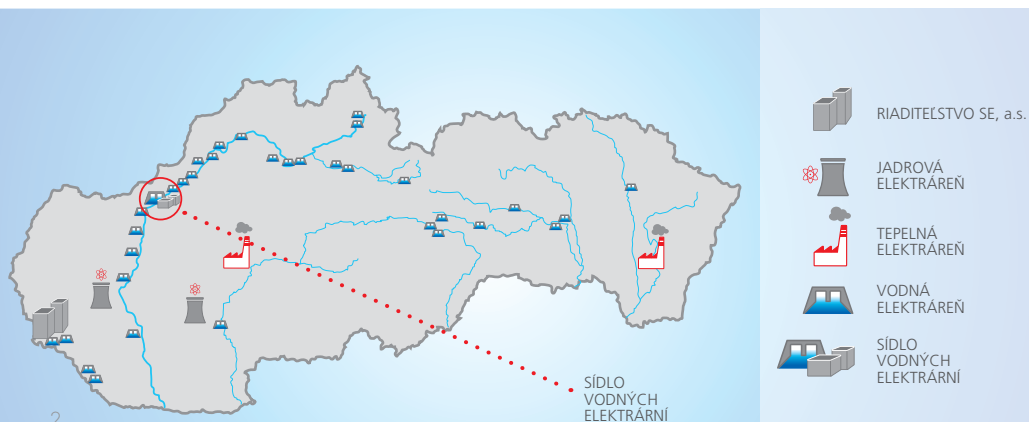 RIADITEĽSTVO SE, a.s.
JADROVÁ
ELEKTRÁREŇ
TEPELNÁ
ELEKTRÁREŇ
VODNÁ
ELEKTRÁREŇ
SÍDLO
VODNÝCH
ELEKTRÁRNÍ
SÍDLO
VODNÝCH
ELEKTRÁRNÍ
2